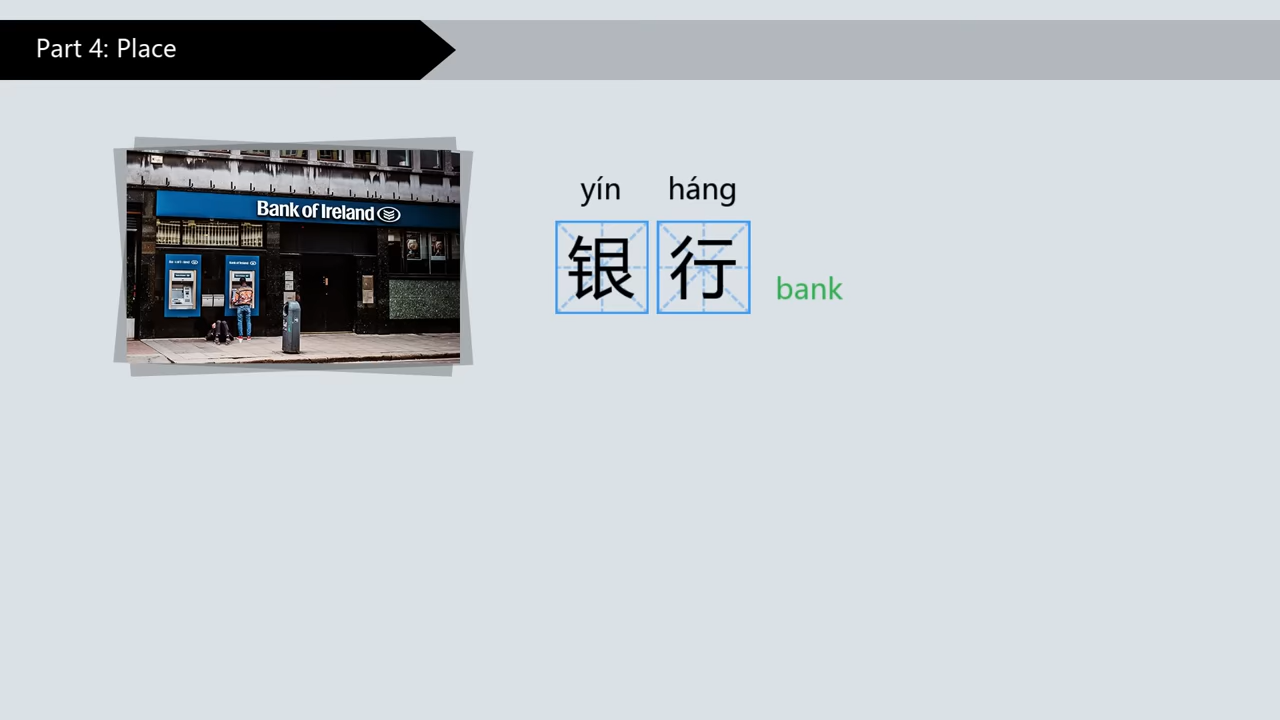 Part 4: Place
Bank of Ireland
yín háng
银行 bank